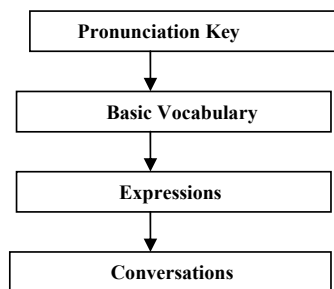 Pronunciation Key
Basic Vocabulary
Expressions
Conversations